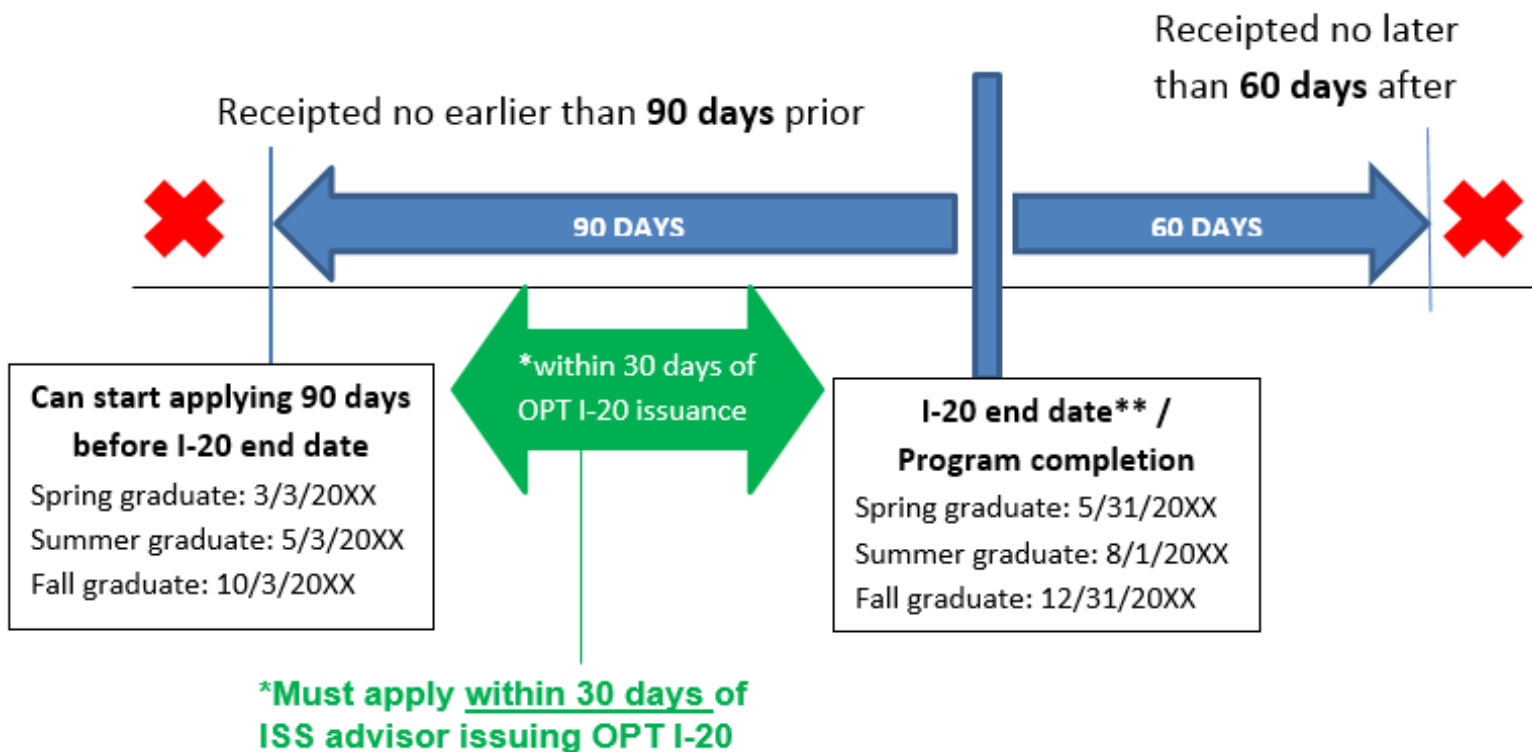 Receipted no later
than 60 days after
Receipted no earlier than 90 days prior
90 DAYS
60 DAYS
*within 30 days of
OPT I-20 issuance
Can start applying 90 days
before I-20 end date
Spring graduate: 3/3/20XX
Summer graduate: 5/3/20XX
Fall graduate: 10/3/20XX
I-20 end date** /
Program completion
Spring graduate: 5/31/20XX
Summer graduate: 8/1/20XX
Fall graduate: 12/31/20XX
*Must apply within 30 days of
ISS advisor issuing OPT I-20